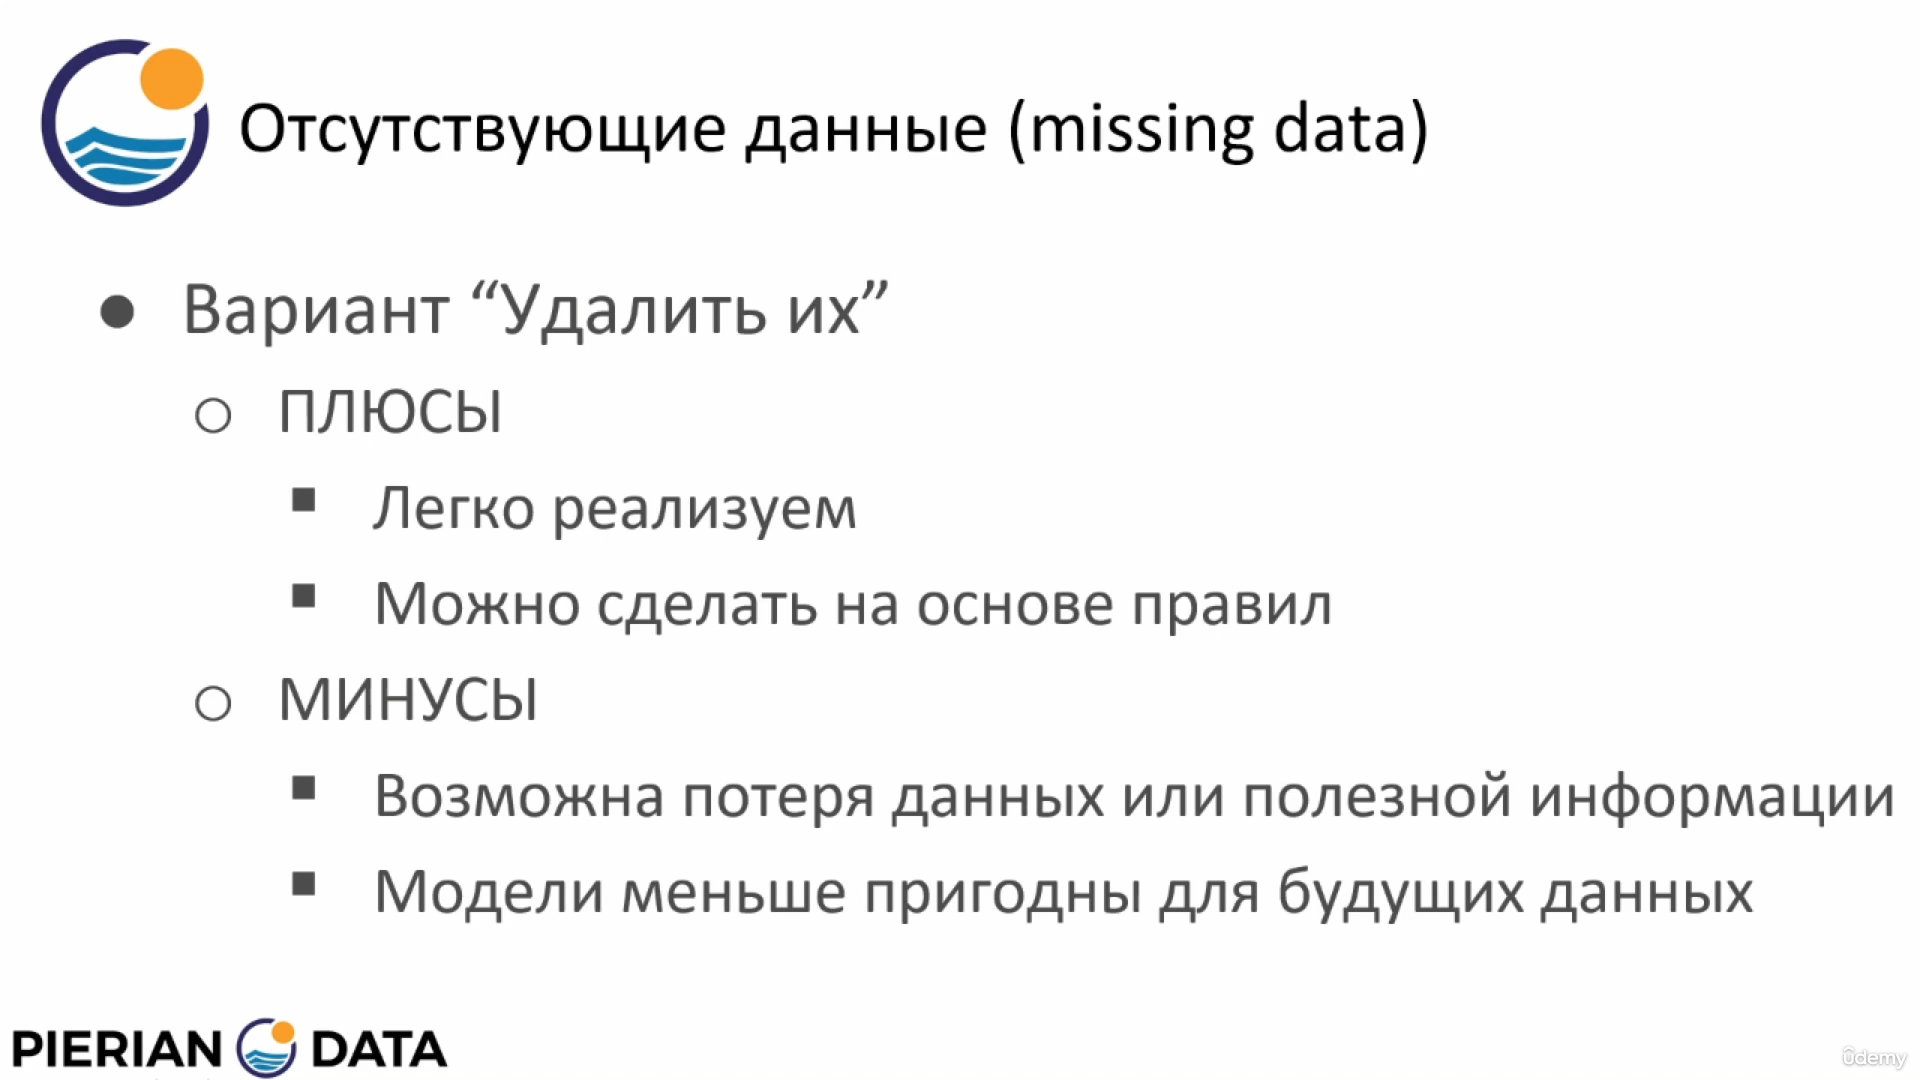 Отсутствующие данные (missing data)
● Вариант “Удалить их”
○ ПЛЮСЫ
▪ Легко реализуем
▪ Можно сделать на основе правил
○ МИНУСЫ
▪ Возможна потеря данных или полезной информации
▪ Модели меньше пригодны для будущих данных
PIERIAN DATA
ûdemy